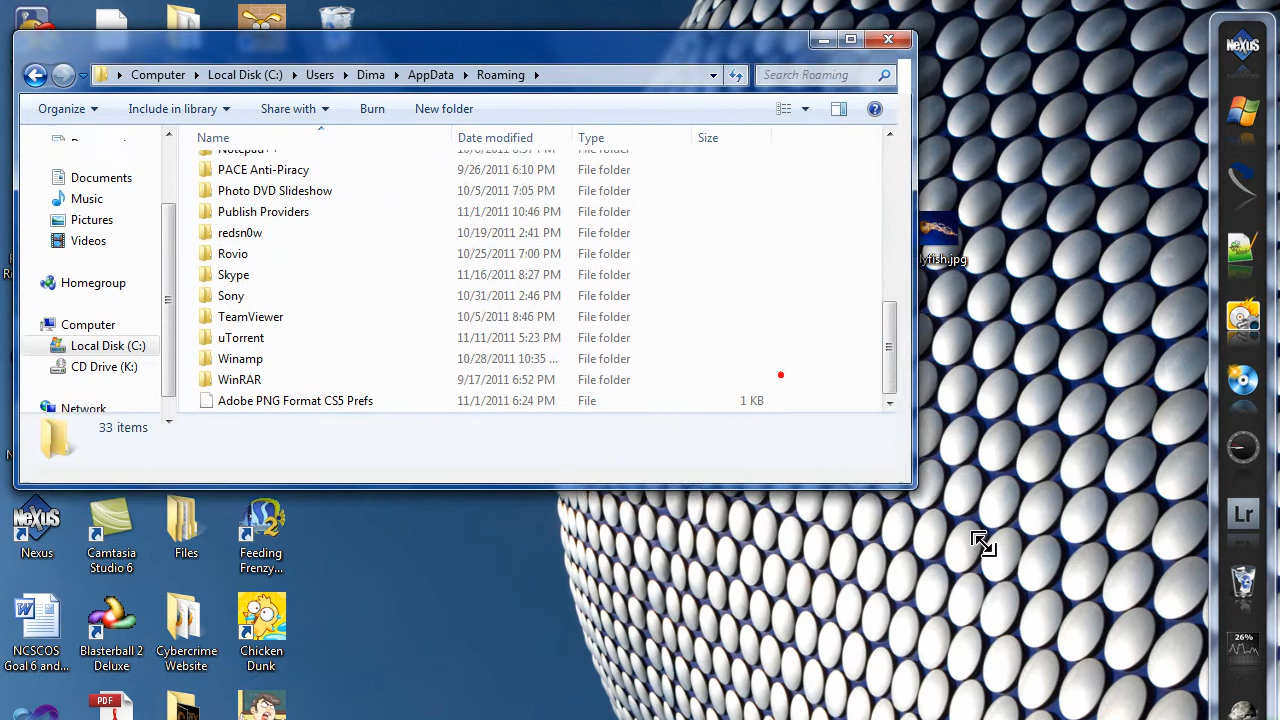 Computer
Local Disk (C:)
Users
Dima
AppData
Roaming
Search Roaming
Organize
Include in library
Share with
Burn
New folder
Name
Date modified
Type
Size
Notepad++ 10/6/2011 6:57 PM File folder
PACE Anti-Piracy 9/26/2011 6:10 PM File folder
Photo DVD Slideshow 10/5/2011 7:05 PM File folder
Publish Providers 11/1/2011 10:46 PM File folder
redsn0w 10/19/2011 2:41 PM File folder
Rovio 10/25/2011 7:00 PM File folder
Skype 11/16/2011 8:27 PM File folder
Sony 10/31/2011 2:46 PM File folder
TeamViewer 10/5/2011 8:46 PM File folder
uTorrent 11/11/2011 5:23 PM File folder
Winamp 10/28/2011 10:35 ... File folder
WinRAR 9/17/2011 6:52 PM File folder
Adobe PNG Format CS5 Prefs 11/1/2011 6:24 PM File 1 KB
Documents
Music
Pictures
Videos
Homegroup
Computer
Local Disk (C:)
CD Drive (K:)
Network
33 items
lyfish.jpg
Nexus
Camtasia
Studio 6
Files
Feeding
Frenzy...
NCSCOS
Goal 6 and...
Blasterball 2
Deluxe
Cybercrime
Website
Chicken
Dunk
PDF
NEXUS
NEXUS
Lr
26%